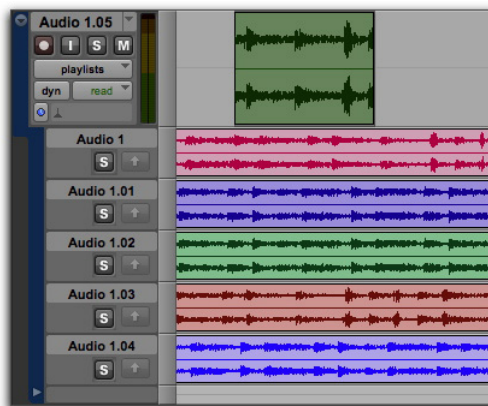 Audio 1.05
I S M
playlists
dyn read
Audio 1
S
Audio 1.01
S
Audio 1.02
S
Audio 1.03
S
Audio 1.04
S